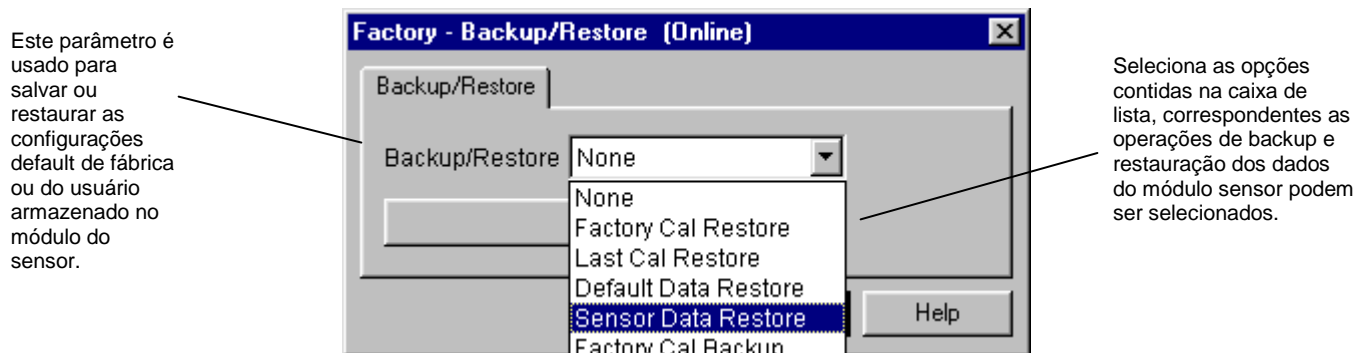 Este parâmetro é
usado para
salvar ou
restaurar as
configurações
default de fábrica
ou do usuário
armazenado no
módulo do
sensor.
Factory - Backup/Restore (Online)
Backup/Restore
Backup/Restore None
None
Factory Cal Restore
Last Cal Restore
Default Data Restore
Sensor Data Restore
Factory Cal Backup
Help
Seleciona as opções
contidas na caixa de
lista, correspondentes as
operações de backup e
restauração dos dados
do módulo sensor podem
ser selecionados.